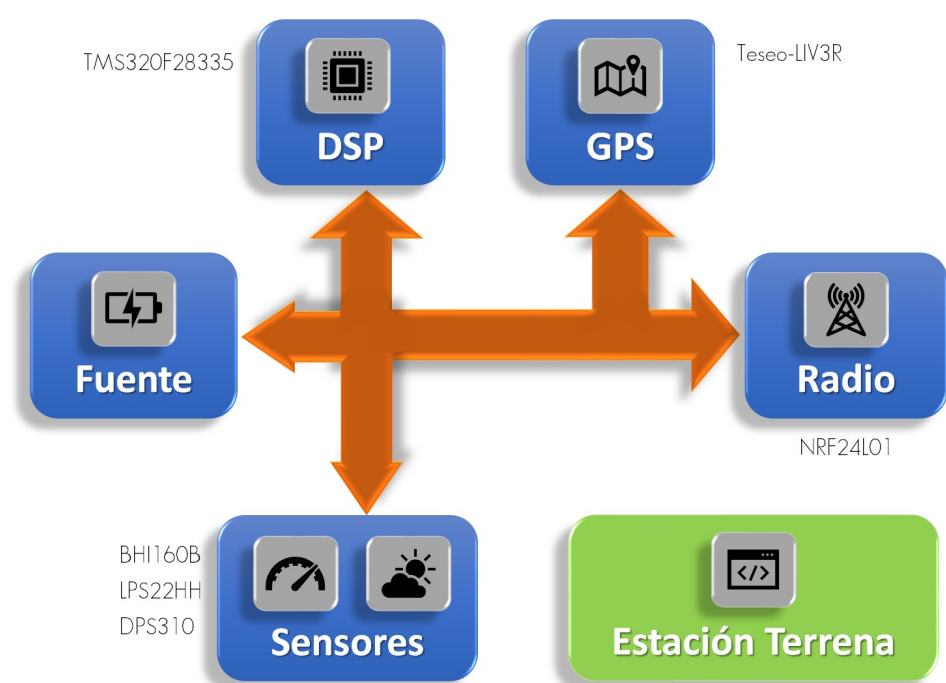 TMS320F28335
DSP
GPS
Teseo-LIV3R
Fuente
Radio
NRF24L01
BHI160B
LPS22HH
DPS310
Sensores
</>
Estación Terrena